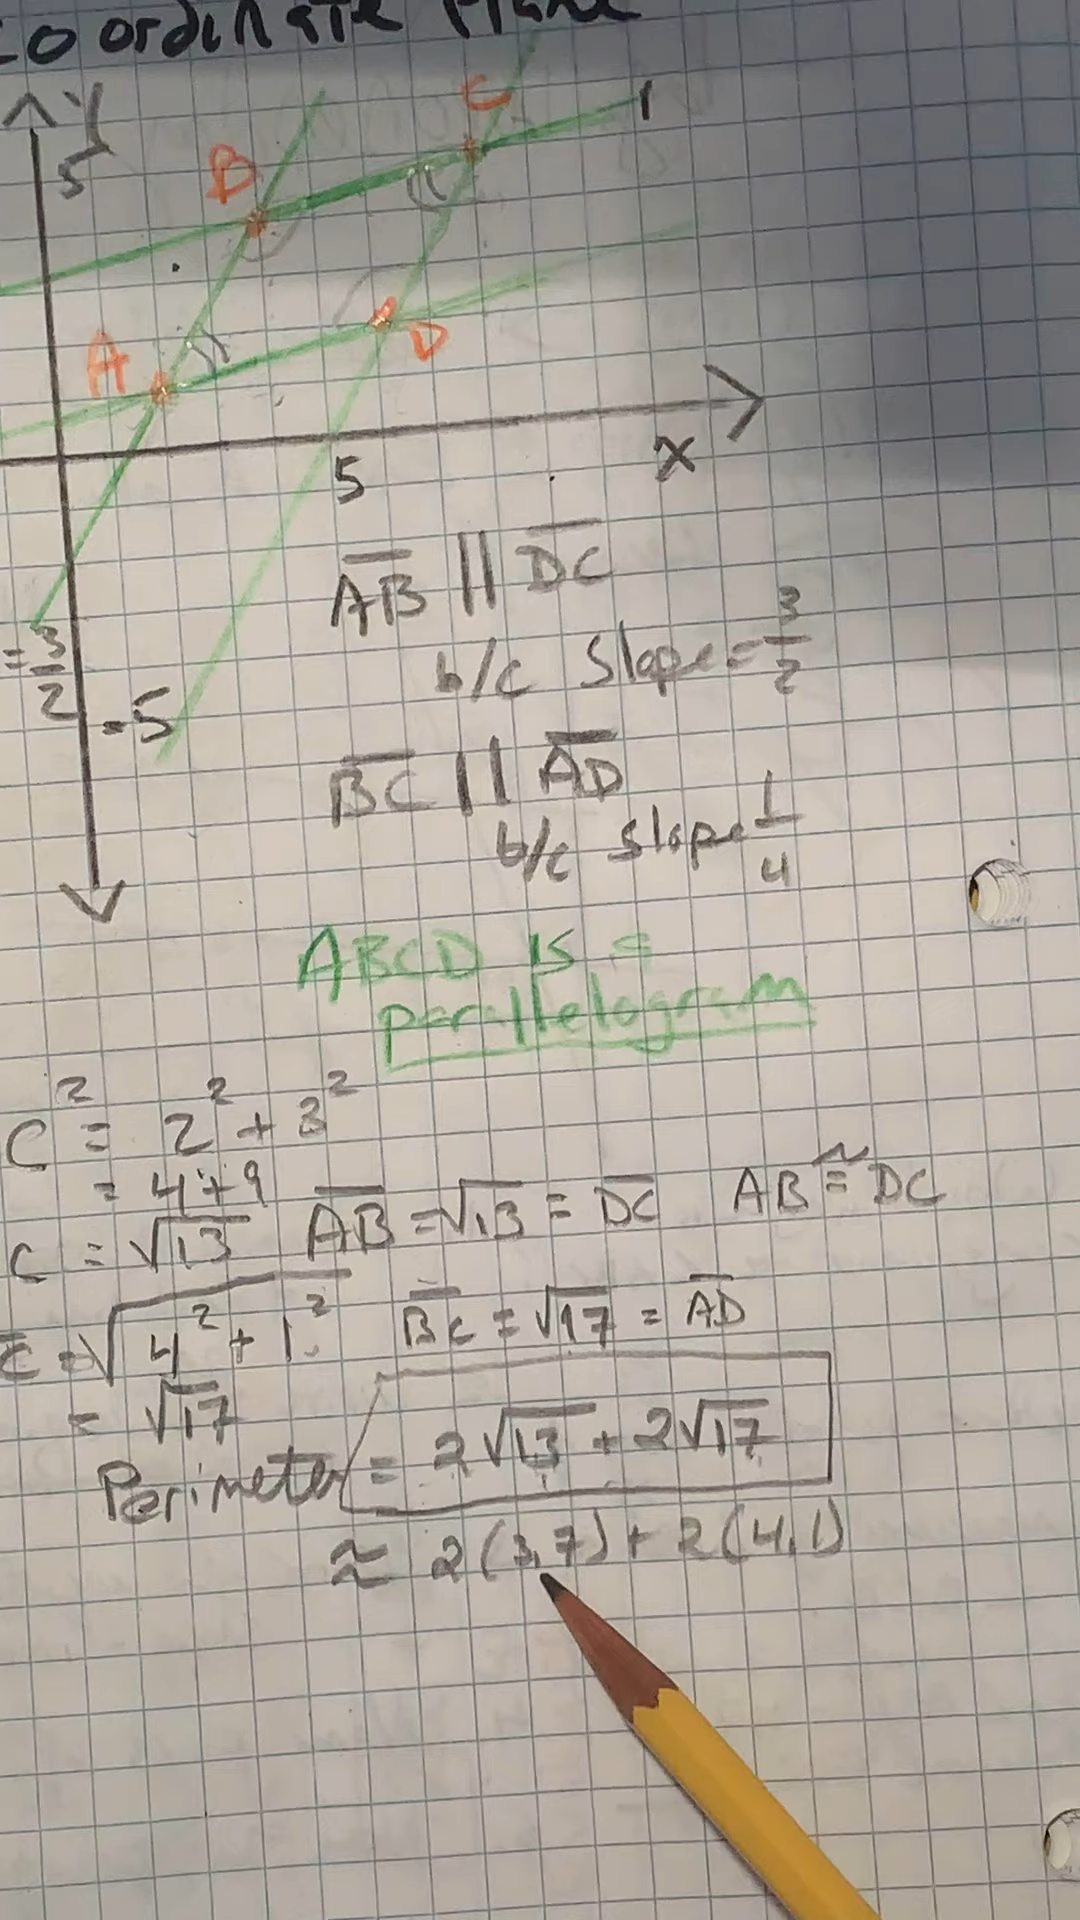 Coordinate Plane
y
5
B
C
1
A
D
5
x
= 3/2
-5
AB || DC
b/c Slope = 3/2
BC || AD
b/c slope 1/4
ABCD is a
parallelogram
C² = 2² + 3²
= 4 + 9
C = √13 AB = √13 = DC AB ≅ DC
C = √4² + 1² BC = √17 = AD
= √17
Perimeter = 2√13 + 2√17
≈ 2(3.7) + 2(4.1)